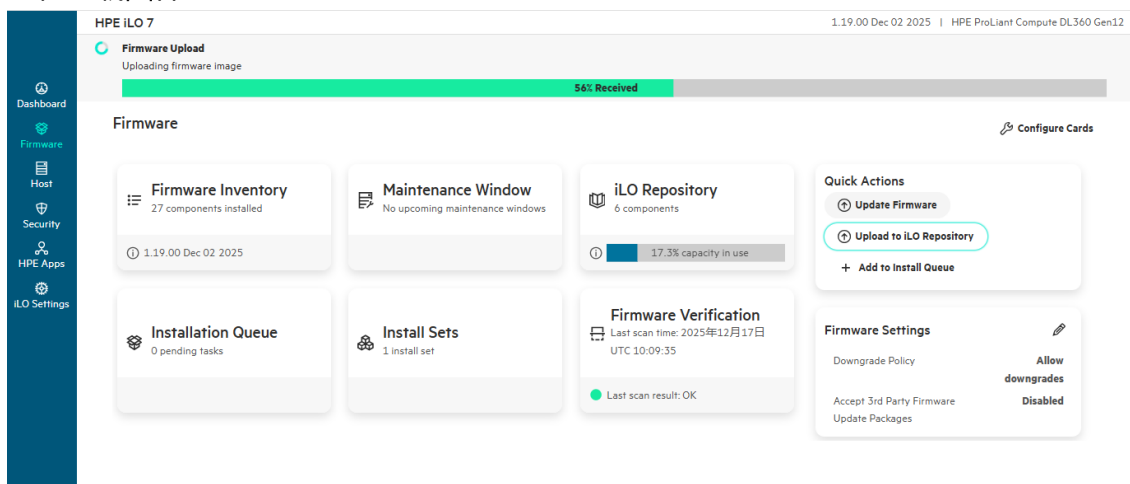 HPE iLO 7
1.19.00 Dec 02 2025 | HPE ProLiant Compute DL360 Gen12
Firmware Upload
Uploading firmware image
56% Received
Dashboard
Firmware
Host
Security
HPE Apps
iLO Settings
Firmware
Configure Cards
Firmware Inventory
27 components installed
1.19.00 Dec 02 2025
Maintenance Window
No upcoming maintenance windows
iLO Repository
6 components
17.3% capacity in use
Quick Actions
Update Firmware
Upload to iLO Repository
+ Add to Install Queue
Installation Queue
0 pending tasks
Install Sets
1 install set
Firmware Verification
Last scan time: 2025年12月17日
UTC 10:09:35
Last scan result: OK
Firmware Settings
Downgrade Policy
Allow
downgrades
Accept 3rd Party Firmware
Update Packages
Disabled